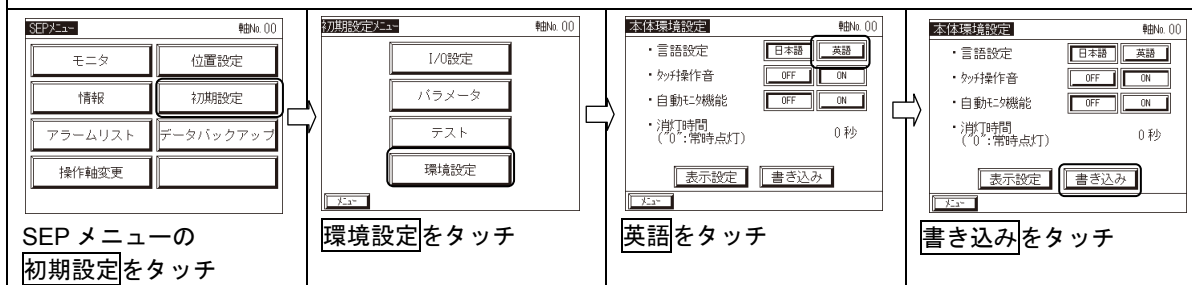 SEPメニュー 軸No. 00
モニタ 位置設定
情報 初期設定
アラームリスト データバックアップ
操作軸変更
SEP メニューの
初期設定をタッチ
初期設定メニュー 軸No. 00
I/O設定
パラメータ
テスト
環境設定
メニュー
環境設定をタッチ
本体環境設定 軸No. 00
・言語設定 日本語 英語
・タッチ操作音 OFF ON
・自動モニタ機能 OFF ON
・消灯時間 0 秒
("0":常時点灯)
表示設定 書き込み
メニュー
英語をタッチ
本体環境設定 軸No. 00
・言語設定 日本語 英語
・タッチ操作音 OFF ON
・自動モニタ機能 OFF ON
・消灯時間 0 秒
("0":常時点灯)
表示設定 書き込み
メニュー
書き込みをタッチ